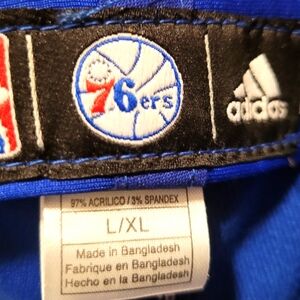 76ers
adidas
97% ACRILICO / 3% SPANDEX
L/XL
Made in Bangladesh
Fabrique en Bangladesh
Hecho en la Bangladesh